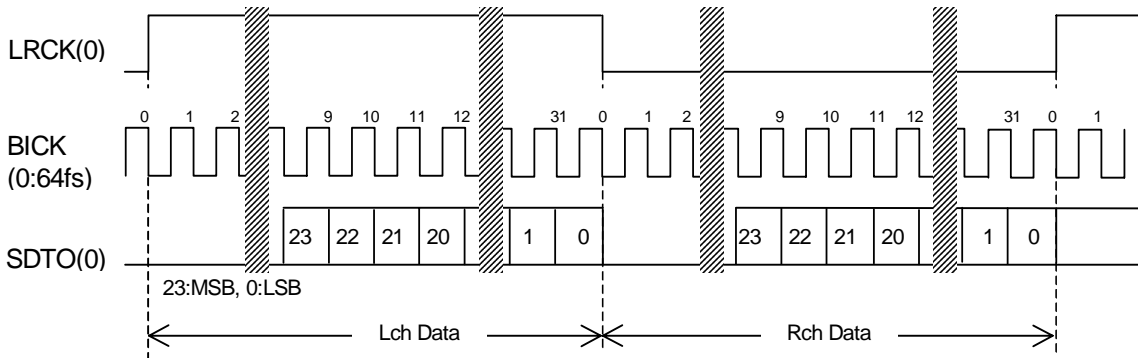 LRCK(0)
0 1 2 9 10 11 12 31 0 1 2 9 10 11 12 31 0 1
BICK
(0:64fs)
23 22 21 20 1 0 23 22 21 20 1 0
SDTO(0)
23:MSB, 0:LSB
Lch Data Rch Data